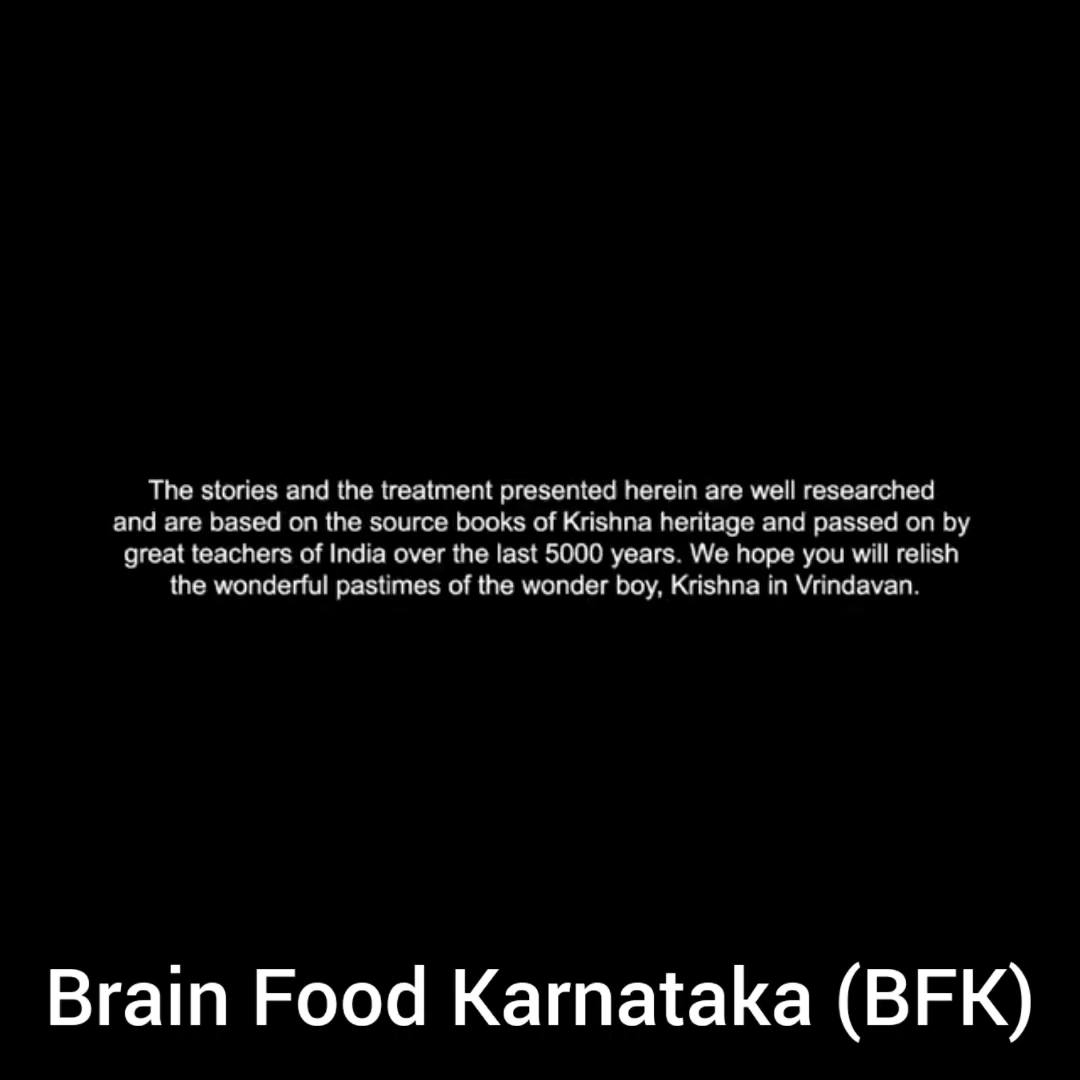 The stories and the treatment presented herein are well researched
and are based on the source books of Krishna heritage and passed on by
great teachers of India over the last 5000 years. We hope you will relish
the wonderful pastimes of the wonder boy, Krishna in Vrindavan.
Brain Food Karnataka (BFK)